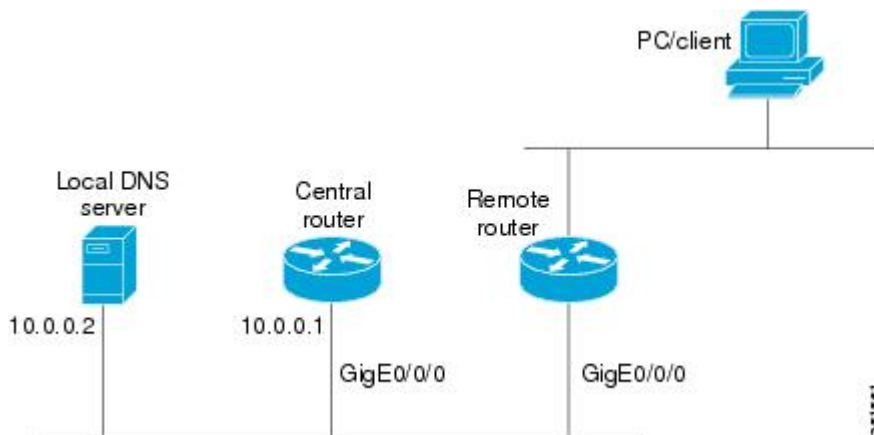 PC/client
Local DNS
server
Central
router
Remote
router
10.0.0.2
10.0.0.1
GigE0/0/0
GigE0/0/0